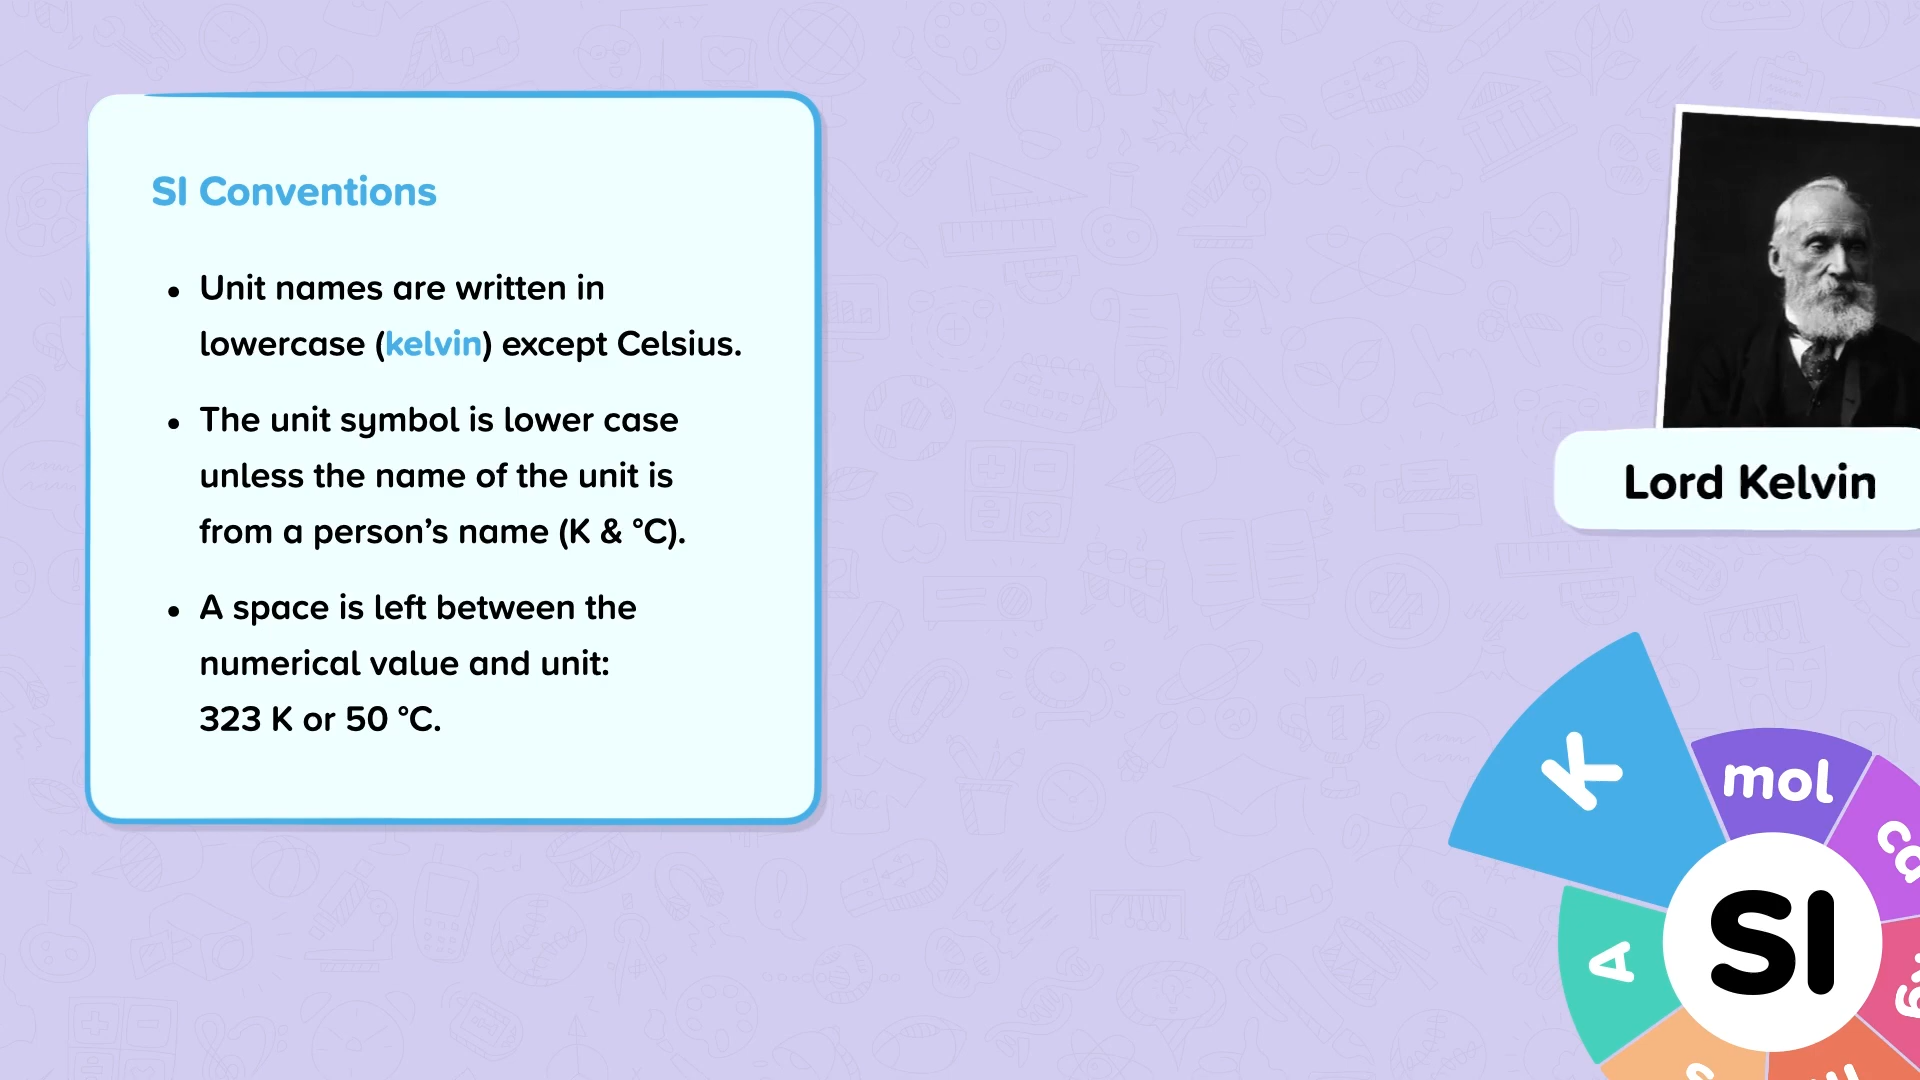 SI Conventions
• Unit names are written in
lowercase (kelvin) except Celsius.
• The unit symbol is lower case
unless the name of the unit is
from a person’s name (K & °C).
• A space is left between the
numerical value and unit:
323 K or 50 °C.
Lord Kelvin
K
mol
A
SI